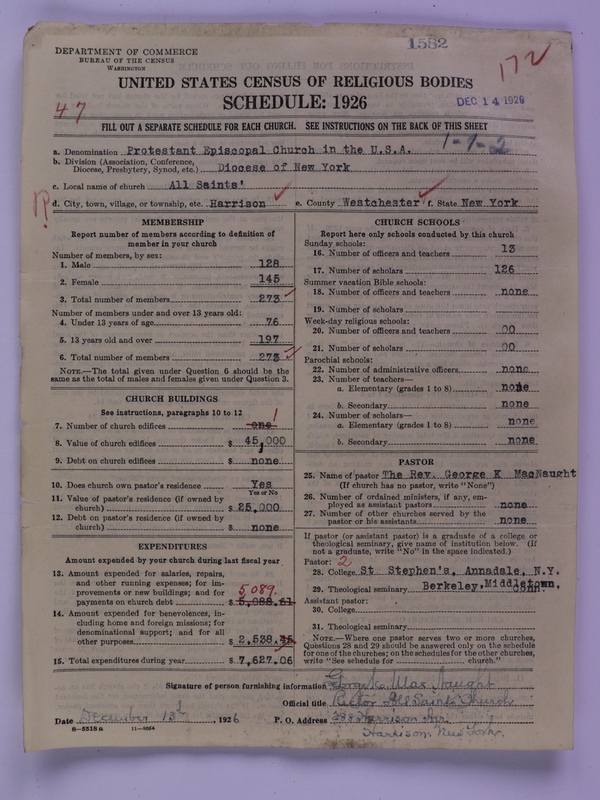 1582
172
DEPARTMENT OF COMMERCE
BUREAU OF THE CENSUS
WASHINGTON
UNITED STATES CENSUS OF RELIGIOUS BODIES
SCHEDULE: 1926
47
DEC 14 1926
FILL OUT A SEPARATE SCHEDULE FOR EACH CHURCH. SEE INSTRUCTIONS ON THE BACK OF THIS SHEET
a. Denomination Protestant Episcopal Church in the U.S.A.
b. Division (Association, Conference, Diocese, Presbytery, Synod, etc.) Diocese of New York
c. Local name of church All Saints'
d. City, town, village, or township, etc. Harrison e. County Westchester f. State New York
MEMBERSHIP
Report number of members according to definition of
member in your church
Number of members, by sex:
1. Male 128
2. Female 145
3. Total number of members 273
Number of members under and over 13 years old:
4. Under 13 years of age 76
5. 13 years old and over 197
6. Total number of members 273
NOTE.—The total given under Question 6 should be the
same as the total of males and females given under Question 3.
CHURCH BUILDINGS
See instructions, paragraphs 10 to 12
7. Number of church edifices one 1
8. Value of church edifices $ 45,000
9. Debt on church edifices $ none
10. Does church own pastor's residence Yes
Yes or No
11. Value of pastor's residence (if owned by
church) $ 25,000
12. Debt on pastor's residence (if owned by
church) $ none
EXPENDITURES
Amount expended by your church during last fiscal year
13. Amount expended for salaries, repairs,
and other running expenses; for im-
provements or new buildings; and for
payments on church debt $ 5,088.61 5,089.
14. Amount expended for benevolences, in-
cluding home and foreign missions; for
denominational support; and for all
other purposes $ 2,538.45
15. Total expenditures during year $ 7,627.06
CHURCH SCHOOLS
Report here only schools conducted by this church
Sunday schools:
16. Number of officers and teachers 13
17. Number of scholars 126
Summer vacation Bible schools:
18. Number of officers and teachers none
19. Number of scholars
Week-day religious schools:
20. Number of officers and teachers 00
21. Number of scholars 00
Parochial schools:
22. Number of administrative officers none
23. Number of teachers—
a. Elementary (grades 1 to 8) none
b. Secondary none
24. Number of scholars—
a. Elementary (grades 1 to 8) none
b. Secondary none
PASTOR
25. Name of pastor The Rev. George K MacNaught
(If church has no pastor, write "None")
26. Number of ordained ministers, if any, em-
ployed as assistant pastors none
27. Number of other churches served by the
pastor or his assistants none
If pastor (or assistant pastor) is a graduate of a college or
theological seminary, give name of institution below. (If
not a graduate, write "No" in the space indicated.)
Pastor: 2
28. College St Stephen's, Annadale, N.Y.
29. Theological seminary Berkeley, Middletown, Conn.
Assistant pastor:
30. College
31. Theological seminary
NOTE.—Where one pastor serves two or more churches,
Questions 28 and 29 should be answered only on the schedule
for one of the churches; on the schedules for the other churches,
write "See schedule for church."
Signature of person furnishing information George K. MacNaught
Official title Rector All Saints Church
Date December 13, 1926 P. O. Address Harrison Ave.
Harrison, New York.
8-5518a 11-9054